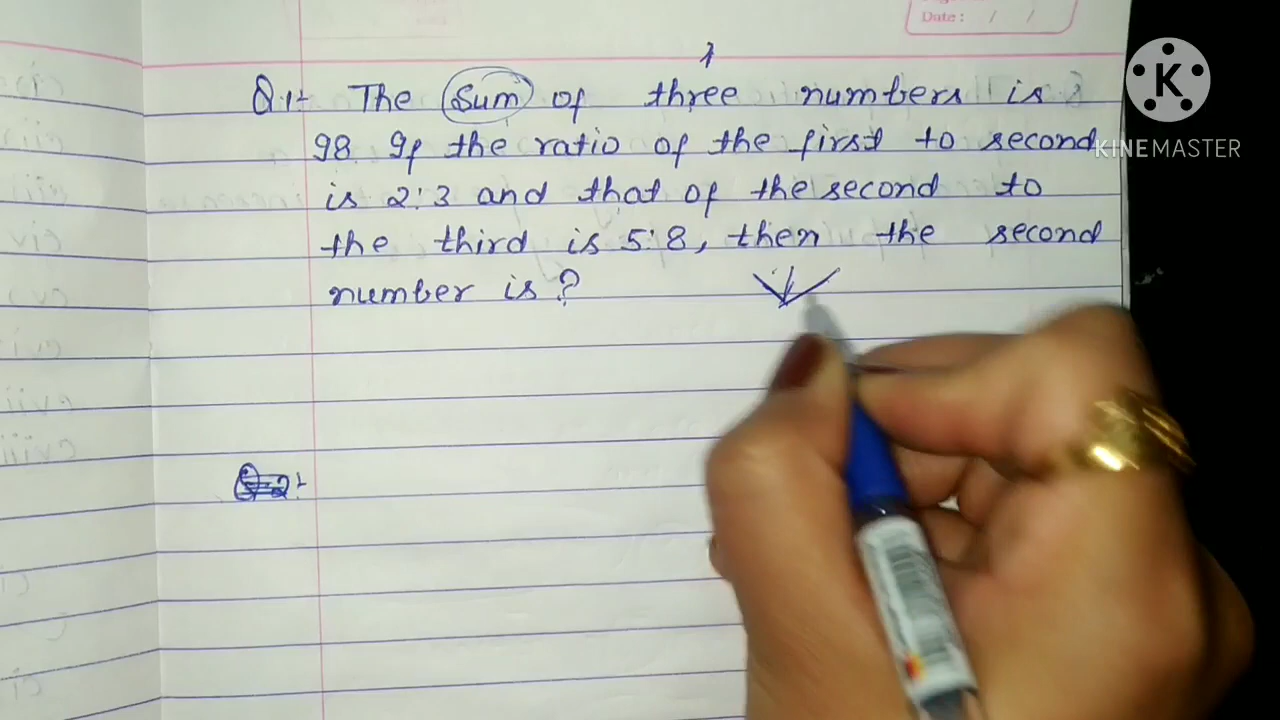 Date : / /
K
KINEMASTER
Q.1:- The Sum of three numbers is
98. If the ratio of the first to second
is 2:3 and that of the second to
the third is 5:8, then the second
number is?